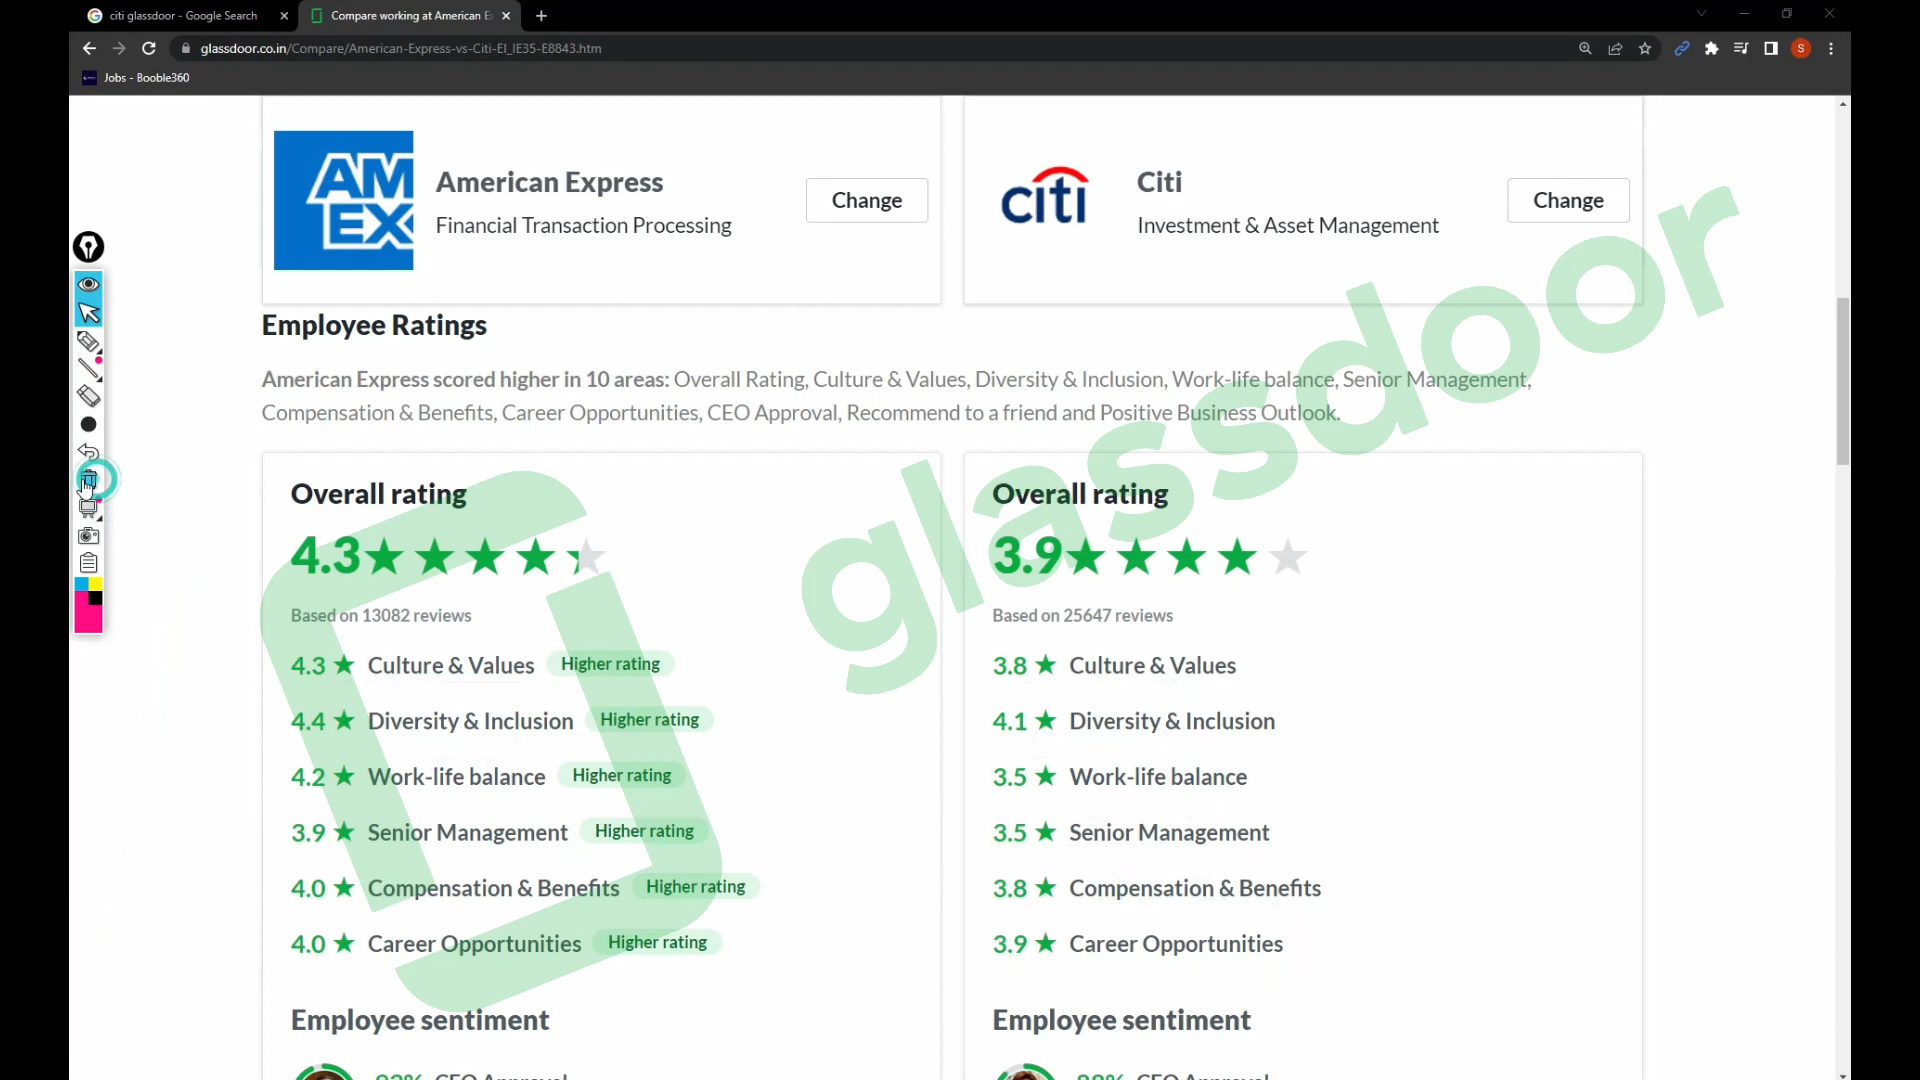 citi glassdoor - Google Search
Compare working at American E
glassdoor.co.in/Compare/American-Express-vs-Citi-EI_IE35-E8843.htm
S
Jobs - Booble360
AM
EX
American Express
Financial Transaction Processing
Change
citi
Citi
Investment & Asset Management
Change
Employee Ratings
American Express scored higher in 10 areas: Overall Rating, Culture & Values, Diversity & Inclusion, Work-life balance, Senior Management,
Compensation & Benefits, Career Opportunities, CEO Approval, Recommend to a friend and Positive Business Outlook.
glassdoor
Overall rating
4.3
Based on 13082 reviews
4.3 ★ Culture & Values Higher rating
4.4 ★ Diversity & Inclusion Higher rating
4.2 ★ Work-life balance Higher rating
3.9 ★ Senior Management Higher rating
4.0 ★ Compensation & Benefits Higher rating
4.0 ★ Career Opportunities Higher rating
Employee sentiment
CEO Approval
Overall rating
3.9
Based on 25647 reviews
3.8 ★ Culture & Values
4.1 ★ Diversity & Inclusion
3.5 ★ Work-life balance
3.5 ★ Senior Management
3.8 ★ Compensation & Benefits
3.9 ★ Career Opportunities
Employee sentiment
CEO Approval